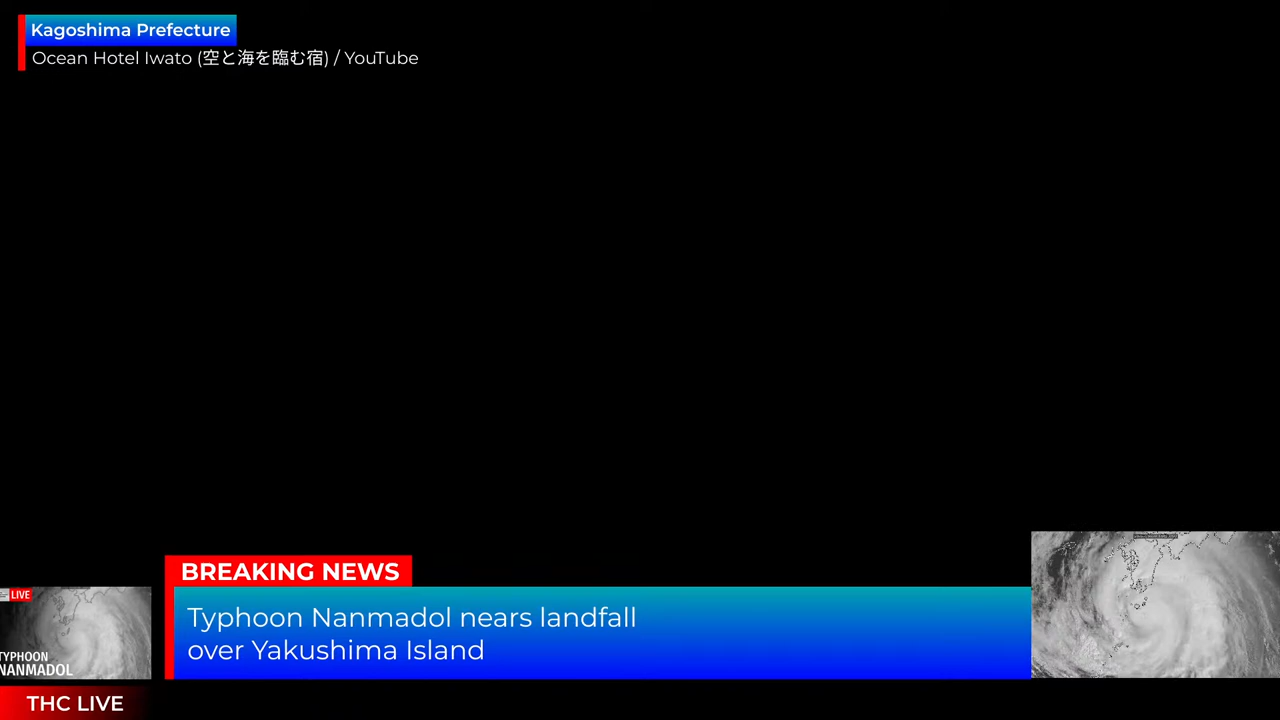 Kagoshima Prefecture
Ocean Hotel Iwato (空と海を臨む宿) / YouTube
BREAKING NEWS
Typhoon Nanmadol nears landfall
over Yakushima Island
LIVE
TYPHOON
NANMADOL
THC LIVE